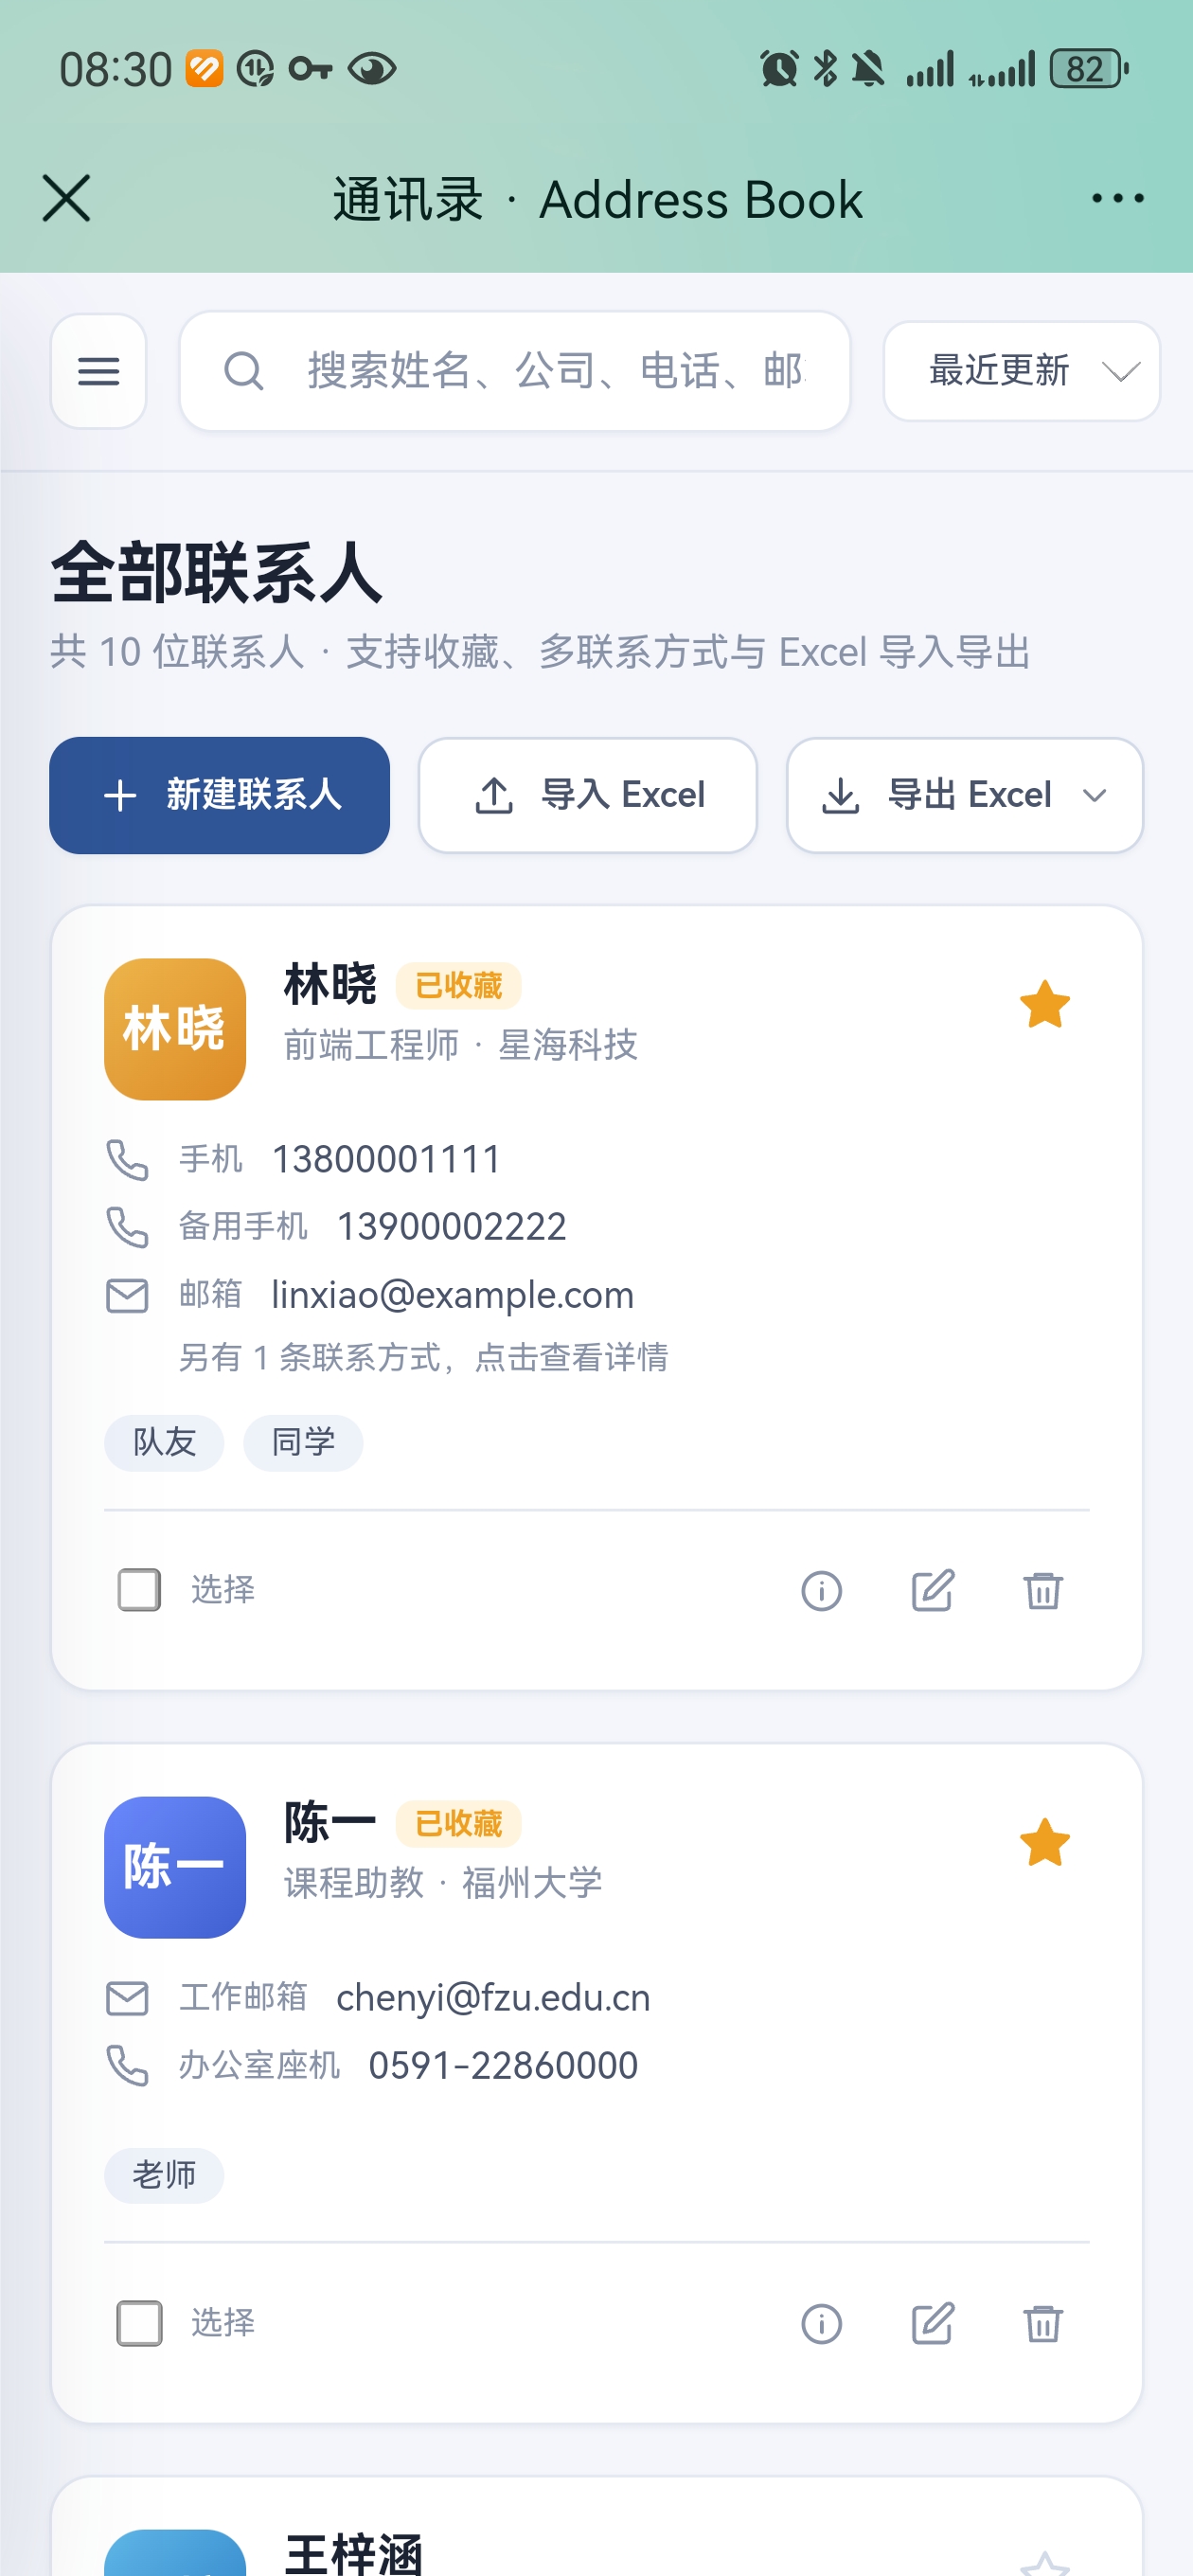 08:30
82
通讯录 · Address Book
搜索姓名、公司、电话、邮
最近更新
全部联系人
共 10 位联系人 · 支持收藏、多联系方式与 Excel 导入导出
新建联系人
导入 Excel
导出 Excel
林晓
林晓 已收藏
前端工程师 · 星海科技
手机 13800001111
备用手机 13900002222
邮箱 linxiao@example.com
另有 1 条联系方式，点击查看详情
队友 同学
选择
陈一
陈一 已收藏
课程助教 · 福州大学
工作邮箱 chenyi@fzu.edu.cn
办公室座机 0591-22860000
老师
选择
王梓涵